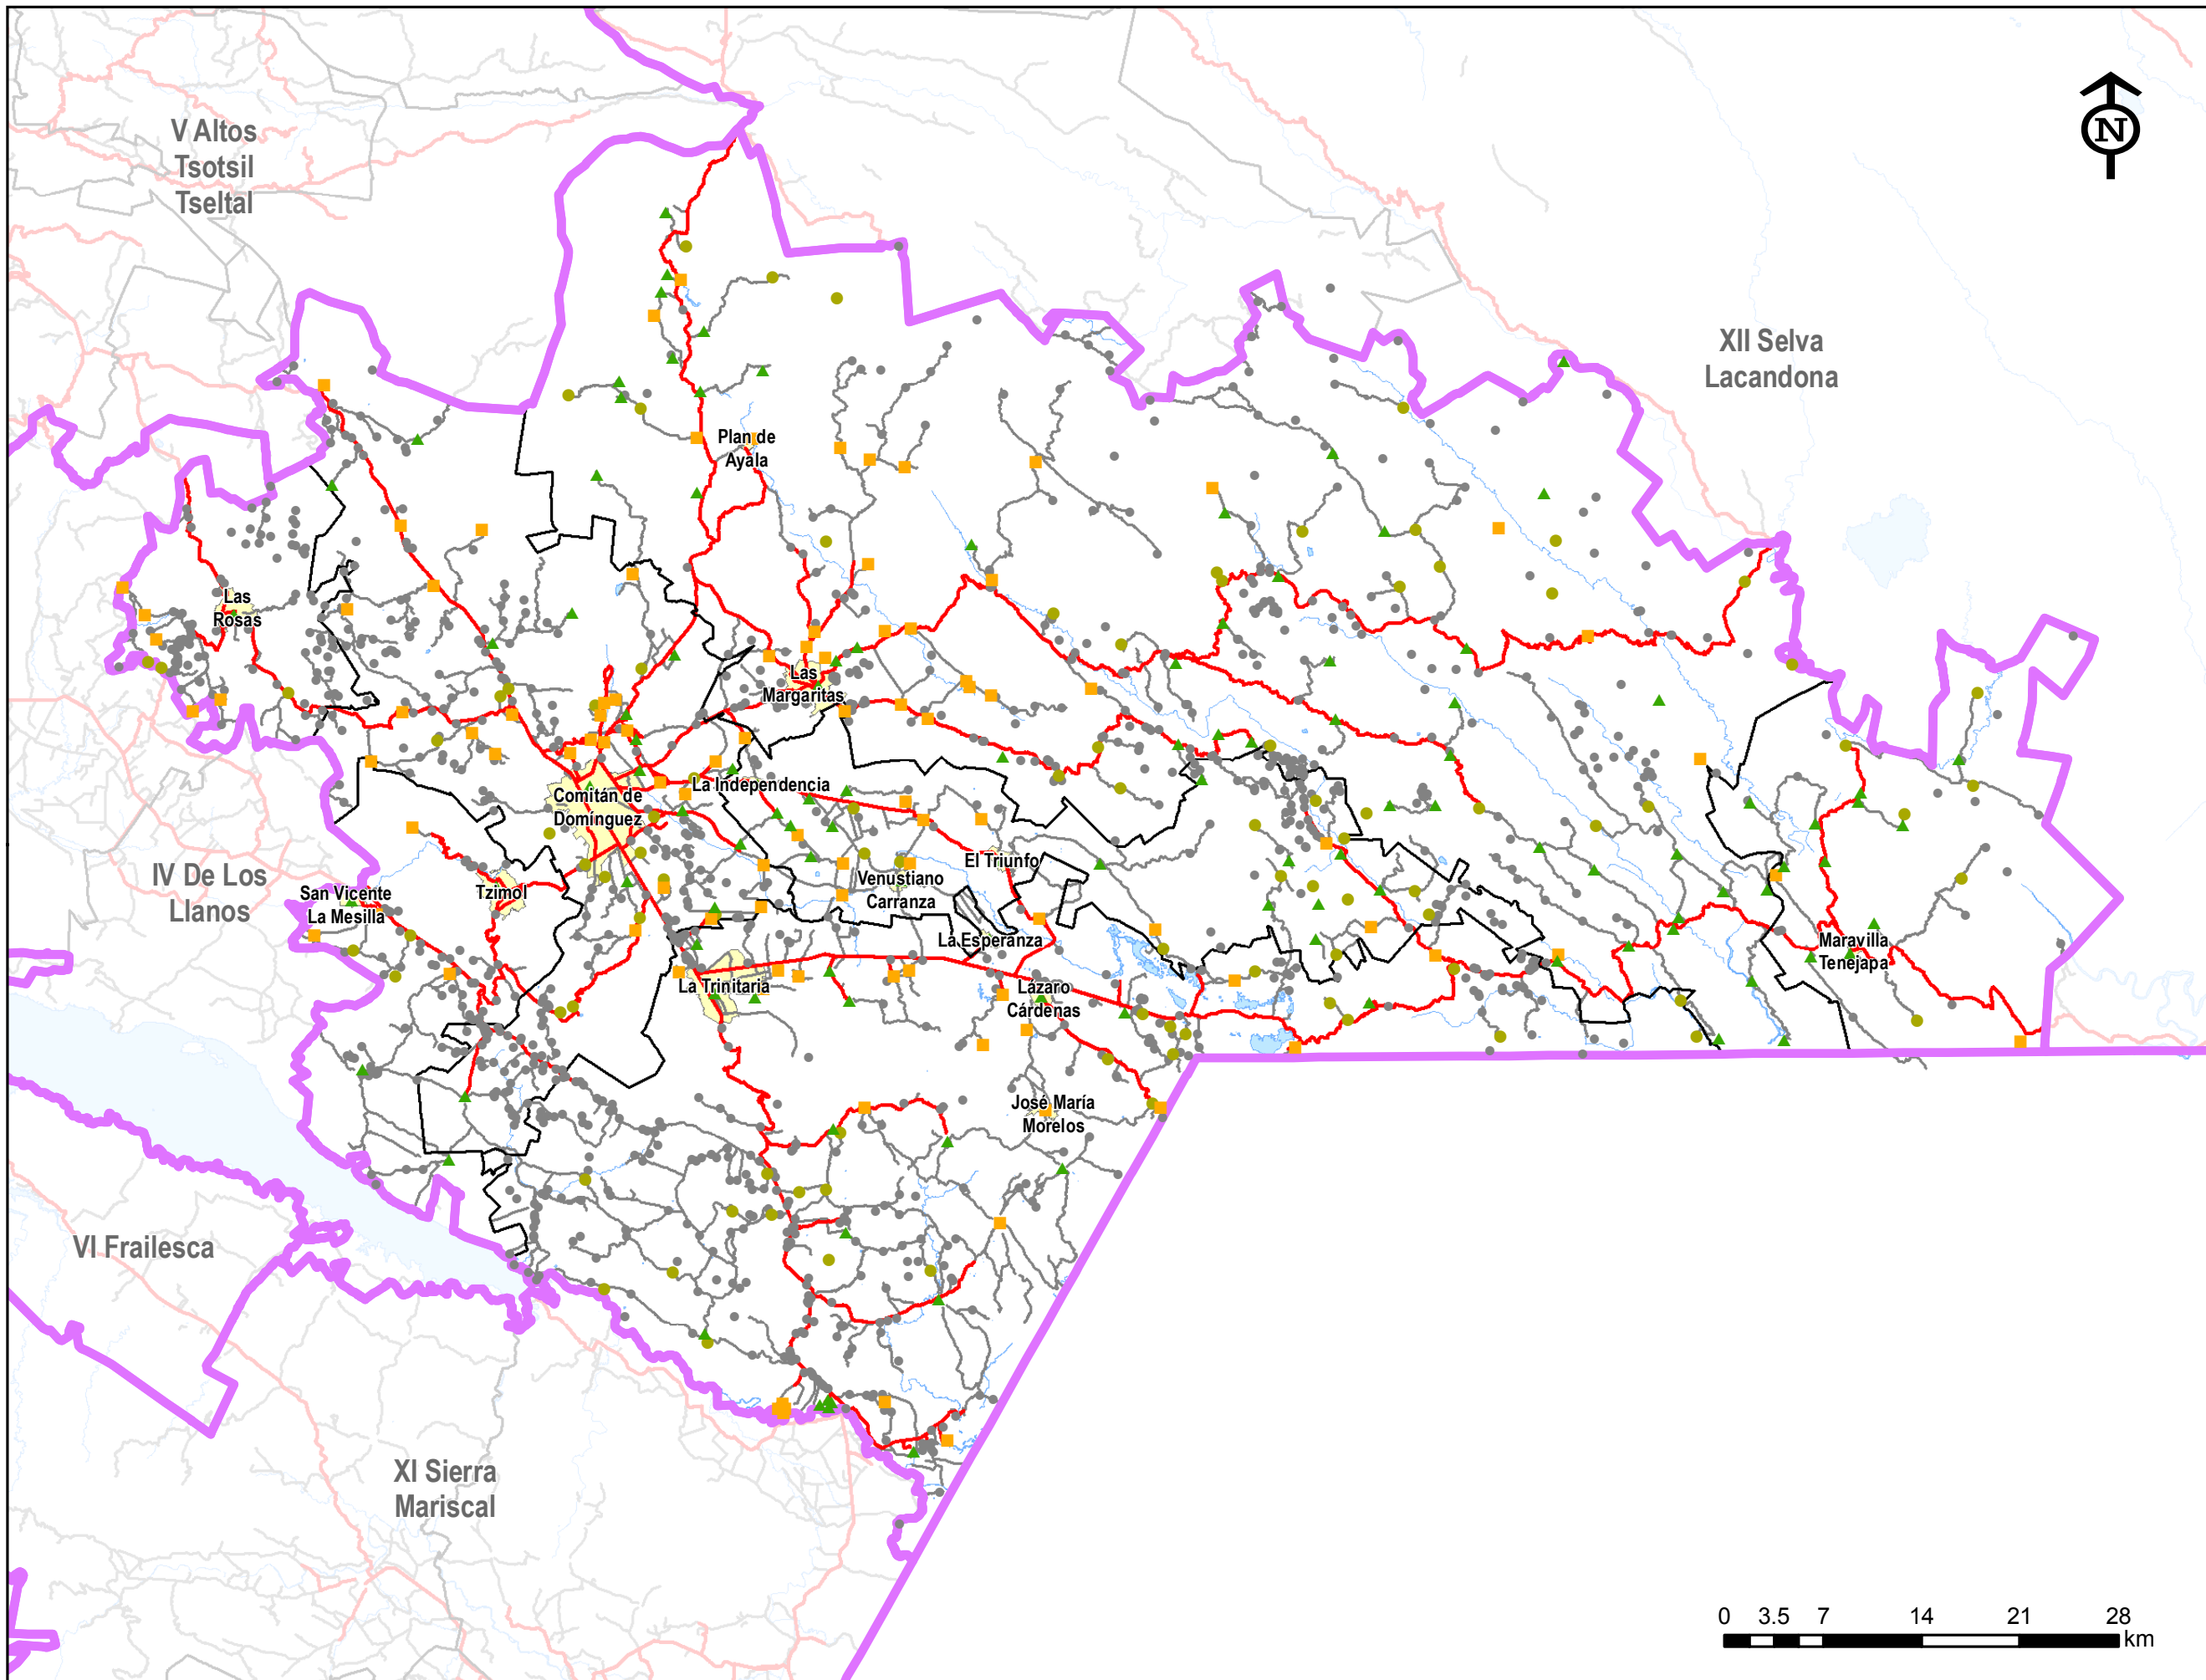 V Altos
Tsotsil
Tseltal
N
XII Selva
Lacandona
Plan de
Ayala
Las
Rosas
Las
Margaritas
La Independencia
Comitán de
Domínguez
El Triunfo
IV De Los
Llanos
San Vicente
La Mesilla
Tzimol
Venustiano
Carranza
La Esperanza
Maravilla
Tenejapa
La Trinitaria
Lázaro
Cárdenas
José María
Morelos
VI Frailesca
XI Sierra
Mariscal
0 3.5 7 14 21 28
km